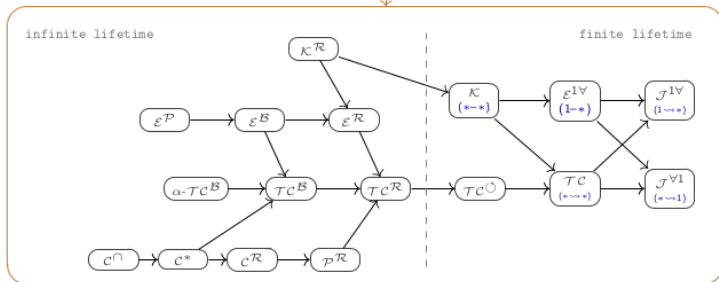 infinite lifetime
finite lifetime
𝒦^ℛ
𝒦
(*-*)
ℰ^{1∀}
(1-*)
𝒥^{1∀}
(1⇝*)
ℰ^𝒫
ℰ^ℬ
ℰ^ℛ
α-𝒯𝒞^ℬ
𝒯𝒞^ℬ
𝒯𝒞^ℛ
𝒯𝒞^↺
𝒯𝒞
(*⇝*)
𝒥^{∀1}
(*⇝1)
𝒞^∩
𝒞^*
𝒞^ℛ
𝒫^ℛ